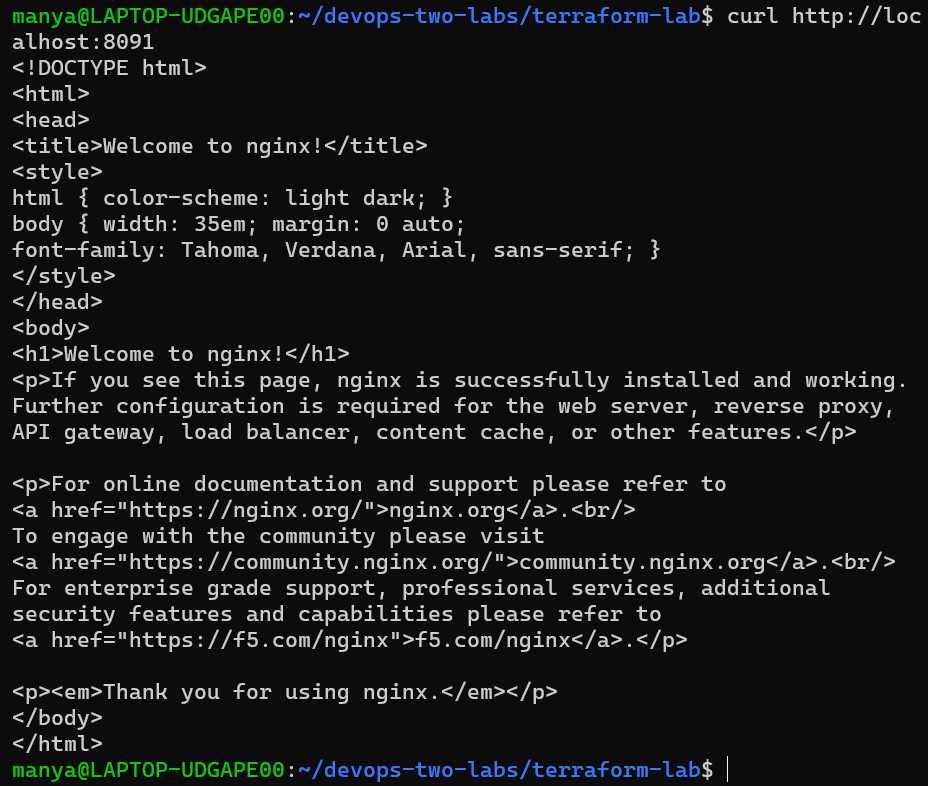 manya@LAPTOP-UDGAPE00:~/devops-two-labs/terraform-lab$ curl http://loc
alhost:8091
<!DOCTYPE html>
<html>
<head>
<title>Welcome to nginx!</title>
<style>
html { color-scheme: light dark; }
body { width: 35em; margin: 0 auto;
font-family: Tahoma, Verdana, Arial, sans-serif; }
</style>
</head>
<body>
<h1>Welcome to nginx!</h1>
<p>If you see this page, nginx is successfully installed and working.
Further configuration is required for the web server, reverse proxy,
API gateway, load balancer, content cache, or other features.</p>

<p>For online documentation and support please refer to
<a href="https://nginx.org/">nginx.org</a>.<br/>
To engage with the community please visit
<a href="https://community.nginx.org/">community.nginx.org</a>.<br/>
For enterprise grade support, professional services, additional
security features and capabilities please refer to
<a href="https://f5.com/nginx">f5.com/nginx</a>.</p>

<p><em>Thank you for using nginx.</em></p>
</body>
</html>
manya@LAPTOP-UDGAPE00:~/devops-two-labs/terraform-lab$